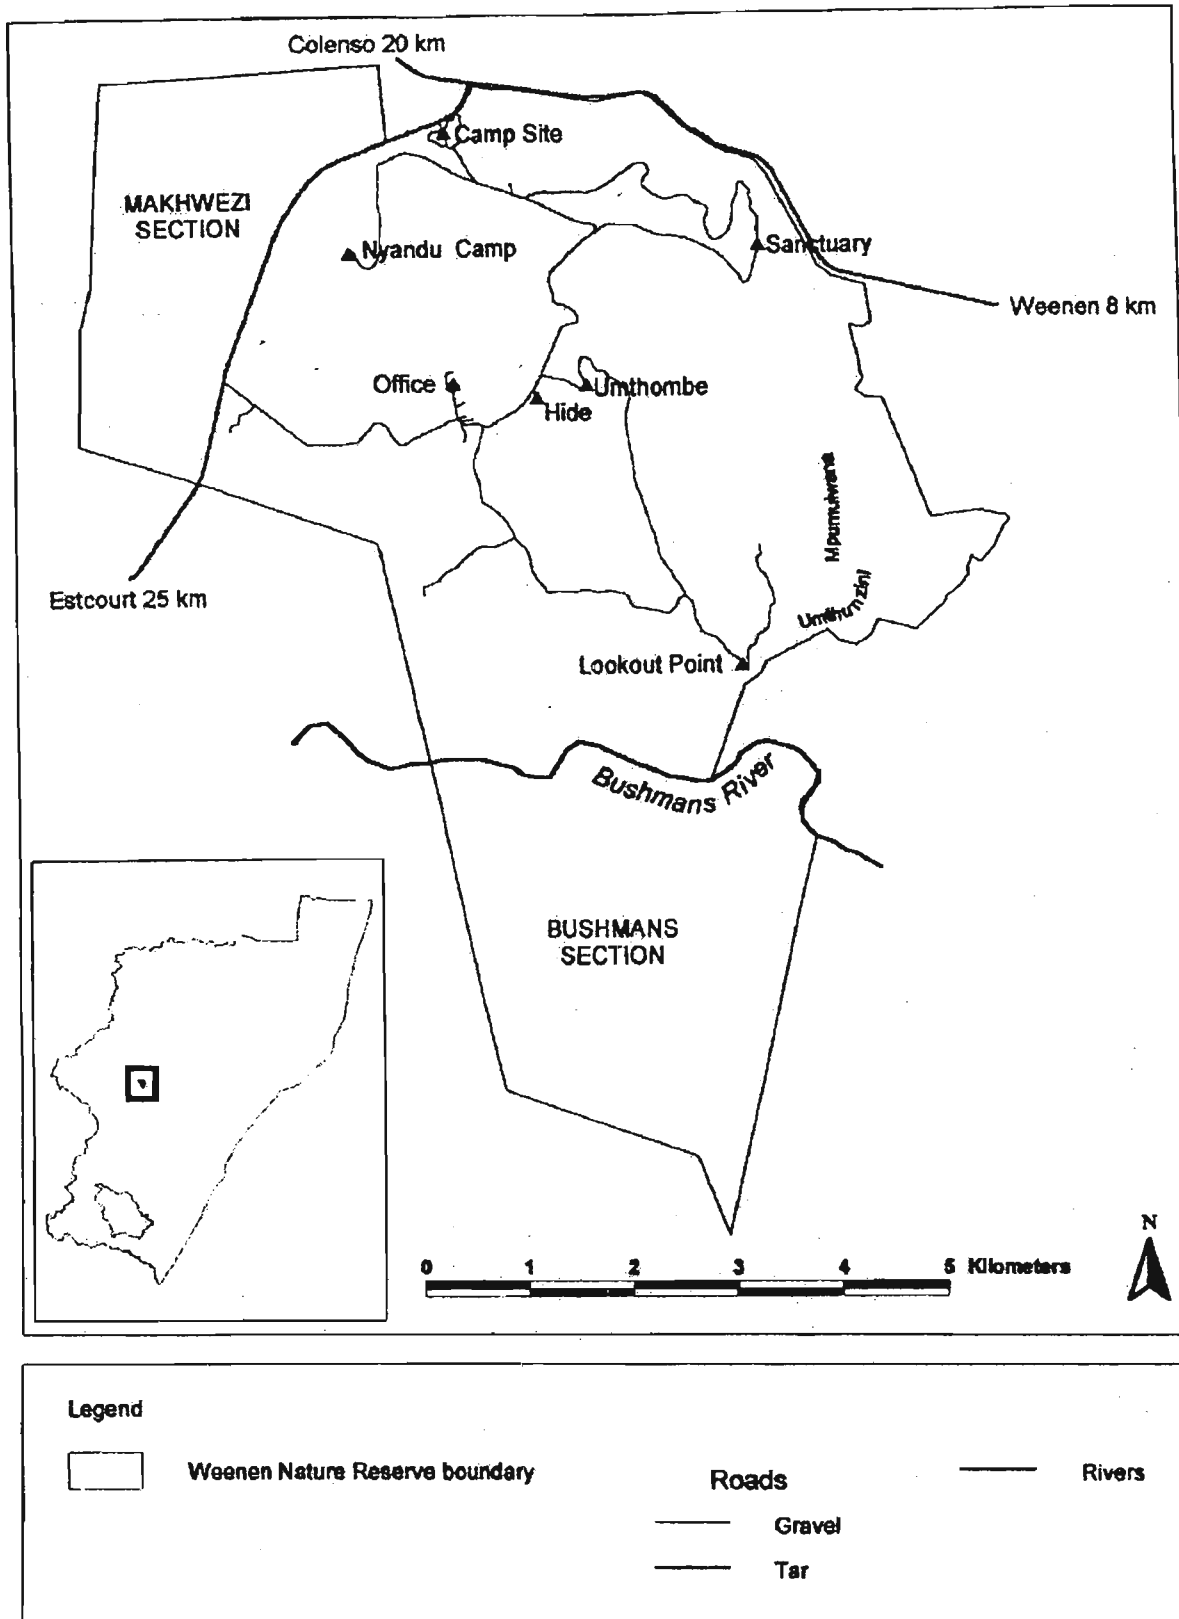 Colenso 20 km
Camp Site
MAKHWEZI
SECTION
Nyandu Camp
Sanctuary
Weenen 8 km
Office
Umthombe
Hide
Mpumulwana
Umthunzini
Estcourt 25 km
Lookout Point
Bushmans River
BUSHMANS
SECTION
N
0 1 2 3 4 5 Kilometers
Legend
Weenen Nature Reserve boundary
Roads
Rivers
Gravel
Tar